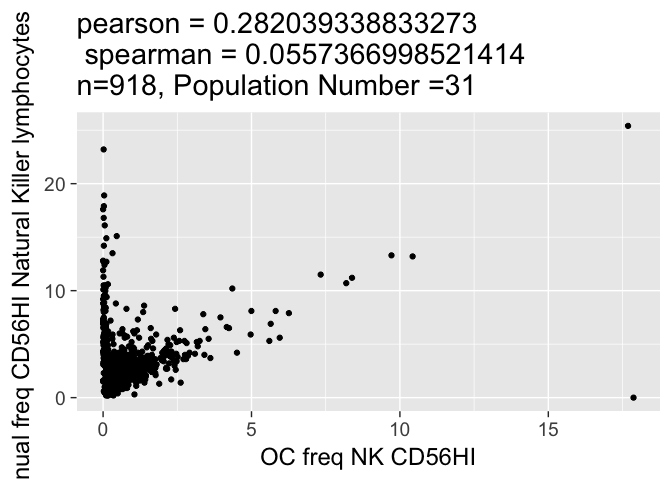 pearson = 0.282039338833273
spearman = 0.0557366998521414
n=918, Population Number =31
nual freq CD56HI Natural Killer lymphocytes
20
10
0
0 5 10 15
OC freq NK CD56HI